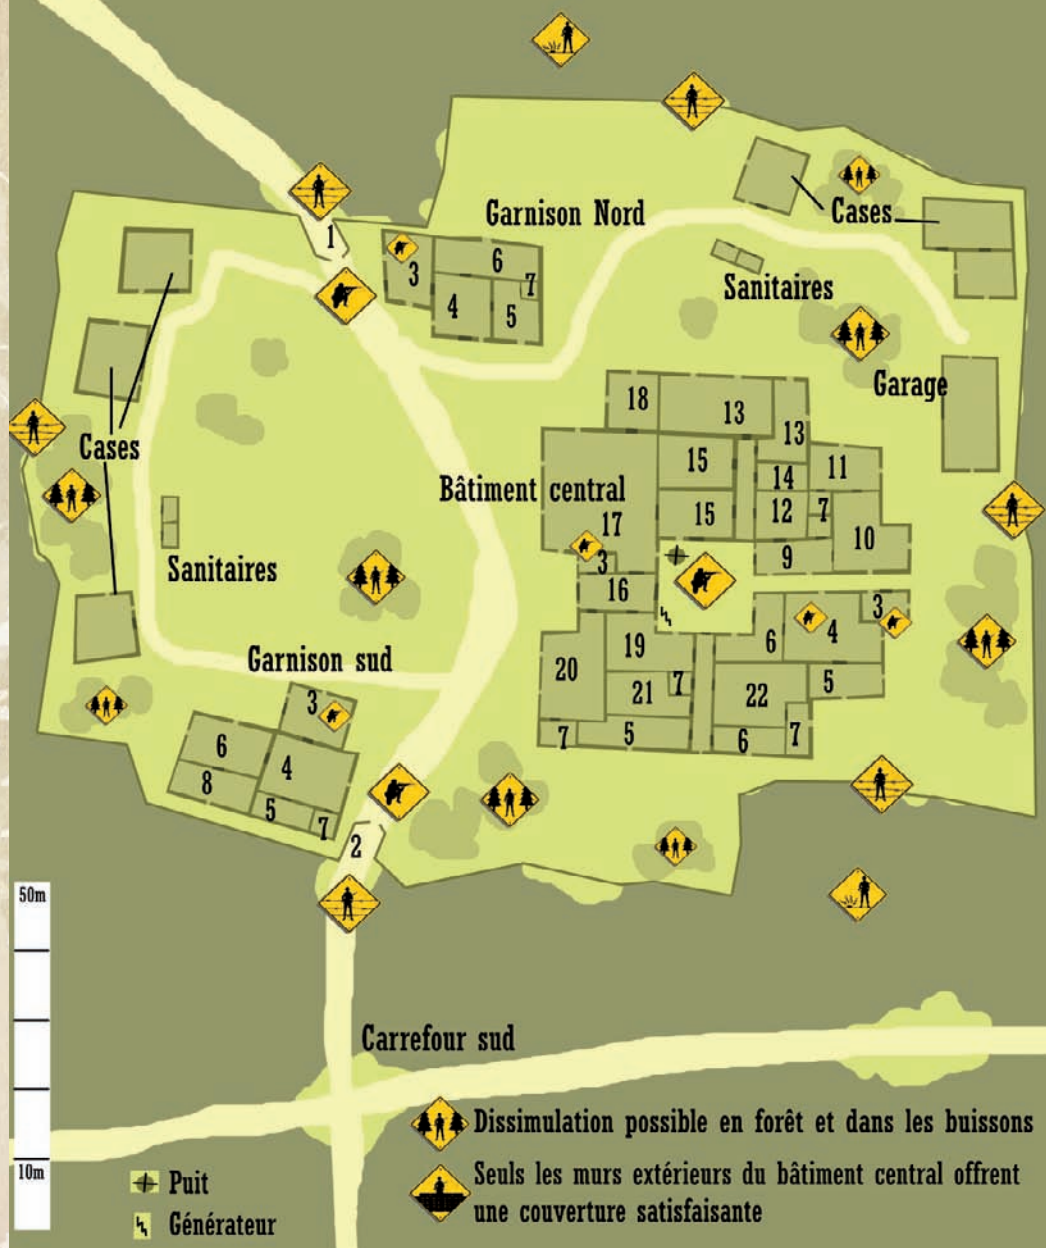 Garnison Nord
Cases
1
3
6
7
4
5
Sanitaires
Garage
18
13
13
15
14
11
Cases
Bâtiment central
15
12
7
10
17
9
3
16
Sanitaires
6
4
3
19
20
21
7
22
5
7
5
6
7
Garnison sud
3
6
4
8
5
7
2
50m
10m
Carrefour sud
Dissimulation possible en forêt et dans les buissons
Seuls les murs extérieurs du bâtiment central offrent
une couverture satisfaisante
Puit
Générateur